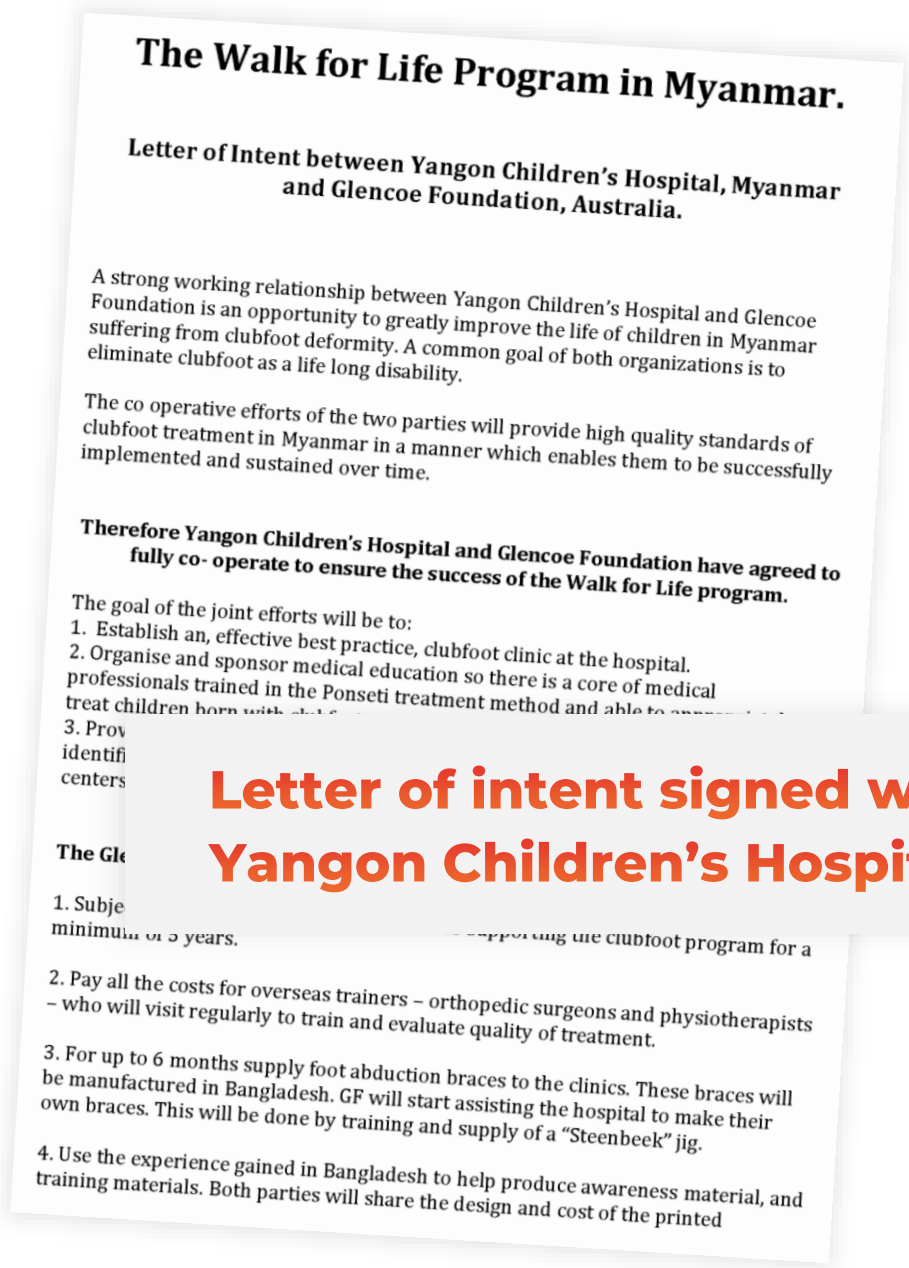 The Walk for Life Program in Myanmar.
Letter of Intent between Yangon Children’s Hospital, Myanmar
and Glencoe Foundation, Australia.
A strong working relationship between Yangon Children’s Hospital and Glencoe
Foundation is an opportunity to greatly improve the life of children in Myanmar
suffering from clubfoot deformity. A common goal of both organizations is to
eliminate clubfoot as a life long disability.
The co operative efforts of the two parties will provide high quality standards of
clubfoot treatment in Myanmar in a manner which enables them to be successfully
implemented and sustained over time.
Therefore Yangon Children’s Hospital and Glencoe Foundation have agreed to
fully co- operate to ensure the success of the Walk for Life program.
The goal of the joint efforts will be to:
1. Establish an, effective best practice, clubfoot clinic at the hospital.
2. Organise and sponsor medical education so there is a core of medical
professionals trained in the Ponseti treatment method and able to
treat children born with
3. Prov
identifi
centers
Letter of intent signed w
Yangon Children’s Hospit
The Gle
1. Subje
supporting the clubfoot program for a
minimum of 5 years.
2. Pay all the costs for overseas trainers – orthopedic surgeons and physiotherapists
– who will visit regularly to train and evaluate quality of treatment.
3. For up to 6 months supply foot abduction braces to the clinics. These braces will
be manufactured in Bangladesh. GF will start assisting the hospital to make their
own braces. This will be done by training and supply of a “Steenbeek” jig.
4. Use the experience gained in Bangladesh to help produce awareness material, and
training materials. Both parties will share the design and cost of the printed